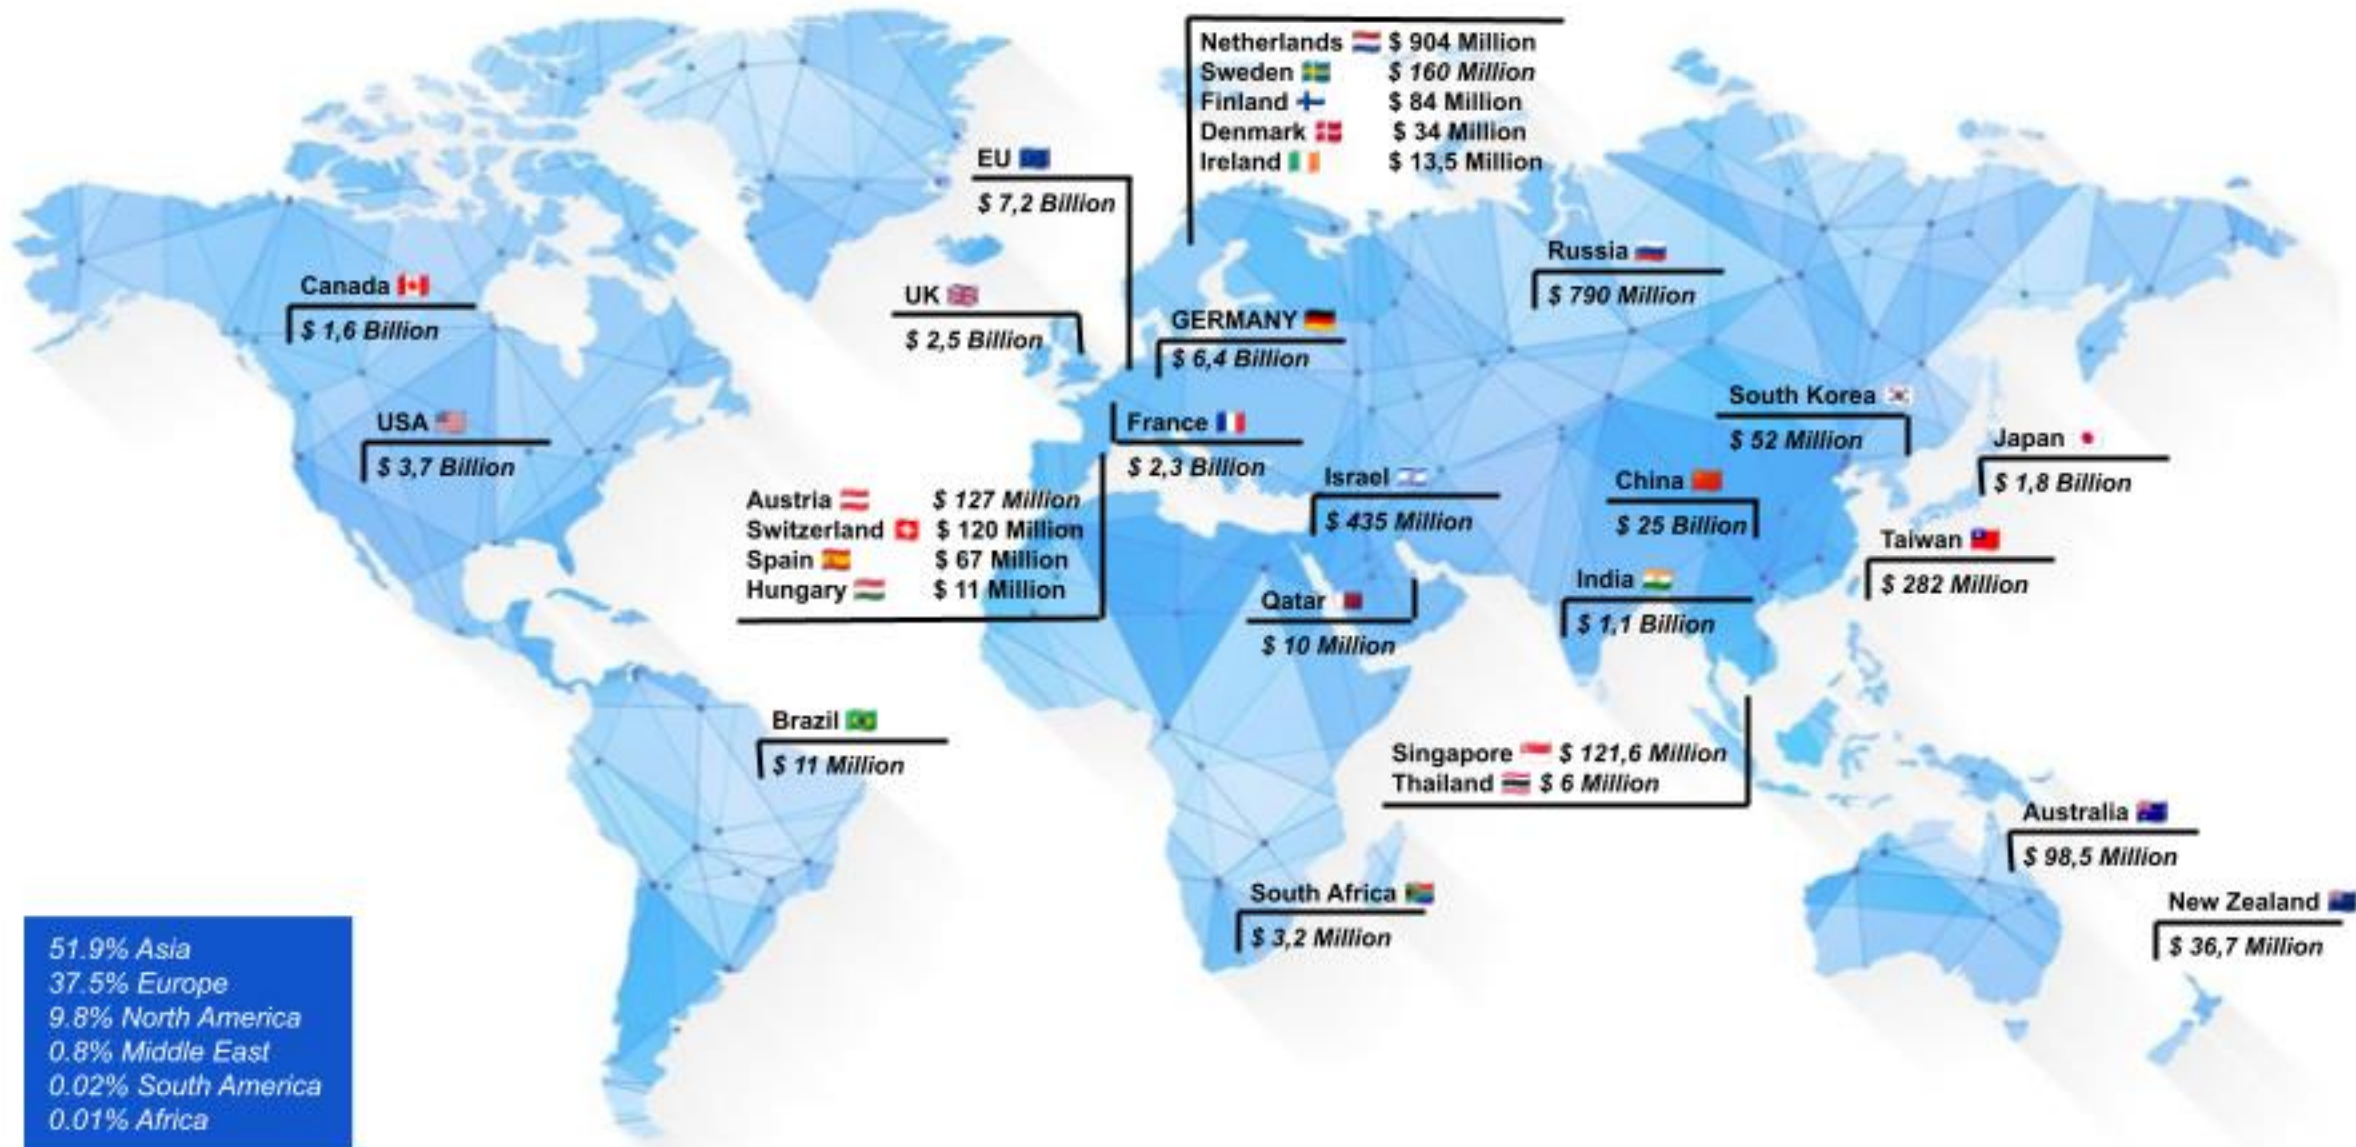 Netherlands $ 904 Million
Sweden $ 160 Million
Finland $ 84 Million
Denmark $ 34 Million
Ireland $ 13,5 Million
EU
$ 7,2 Billion
Russia
$ 790 Million
Canada
$ 1,6 Billion
UK
$ 2,5 Billion
GERMANY
$ 6,4 Billion
USA
$ 3,7 Billion
France
$ 2,3 Billion
South Korea
$ 52 Million
Japan
$ 1,8 Billion
Israel
$ 435 Million
China
$ 25 Billion
Austria $ 127 Million
Switzerland $ 120 Million
Spain $ 67 Million
Hungary $ 11 Million
Taiwan
$ 282 Million
India
$ 1,1 Billion
Qatar
$ 10 Million
Brazil
$ 11 Million
Singapore $ 121,6 Million
Thailand $ 6 Million
Australia
$ 98,5 Million
South Africa
$ 3,2 Million
New Zealand
$ 36,7 Million
51.9% Asia
37.5% Europe
9.8% North America
0.8% Middle East
0.02% South America
0.01% Africa